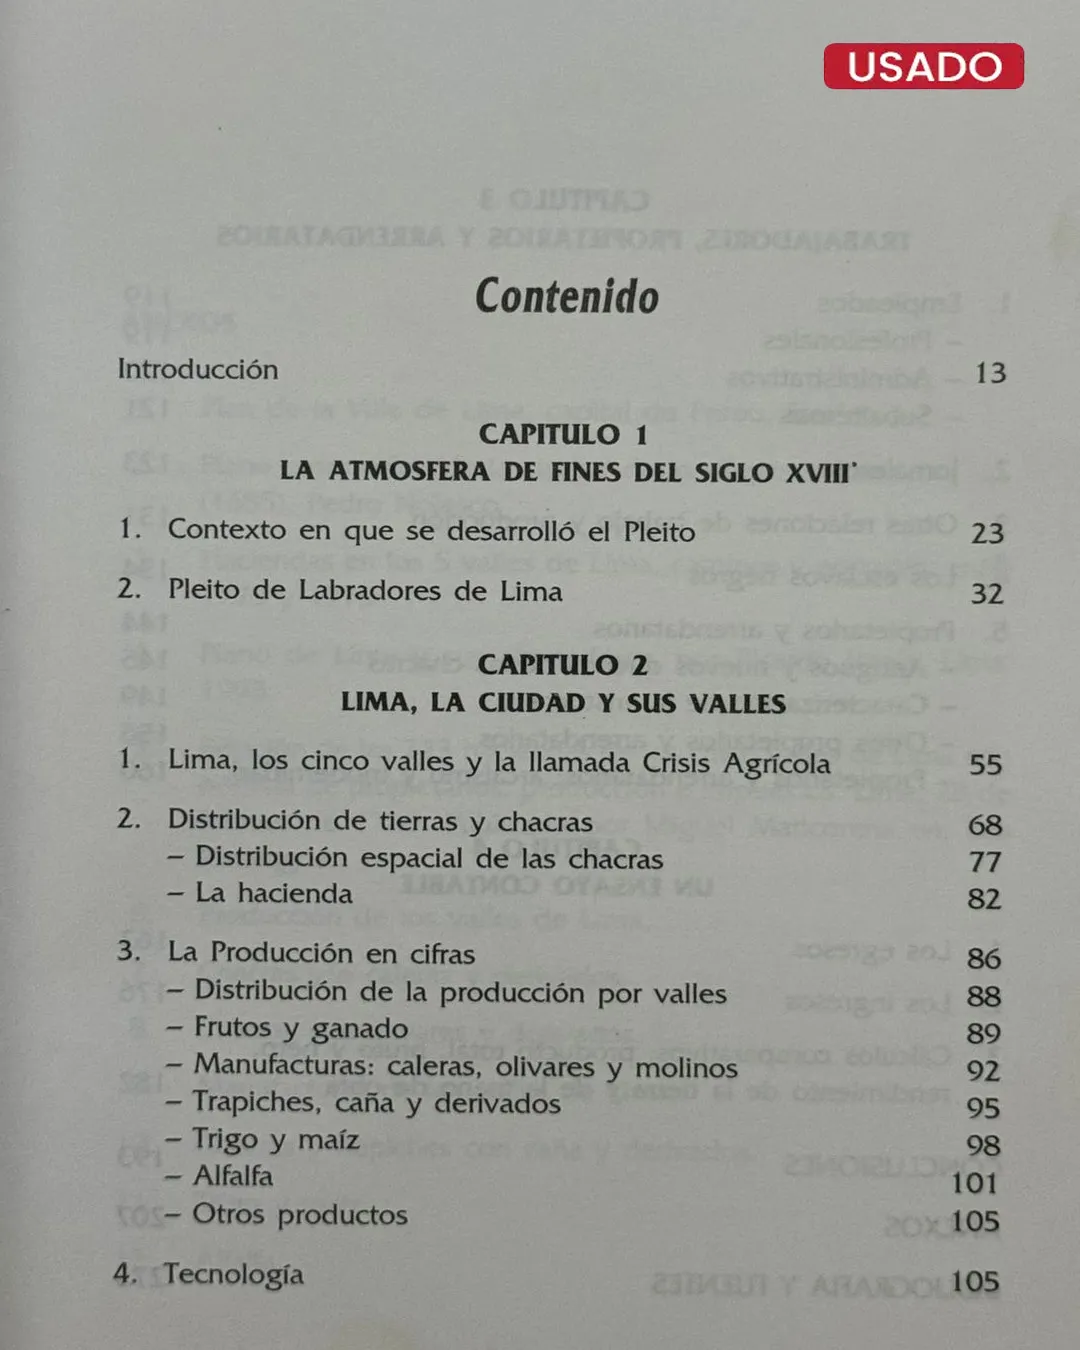 USADO
Contenido
Introducción 13
CAPITULO 1
LA ATMOSFERA DE FINES DEL SIGLO XVIII
1. Contexto en que se desarrolló el Pleito 23
2. Pleito de Labradores de Lima 32
CAPITULO 2
LIMA, LA CIUDAD Y SUS VALLES
1. Lima, los cinco valles y la llamada Crisis Agrícola 55
2. Distribución de tierras y chacras 68
– Distribución espacial de las chacras 77
– La hacienda 82
3. La Producción en cifras 86
– Distribución de la producción por valles 88
– Frutos y ganado 89
– Manufacturas: caleras, olivares y molinos 92
– Trapiches, caña y derivados 95
– Trigo y maíz 98
– Alfalfa 101
– Otros productos 105
4. Tecnología 105